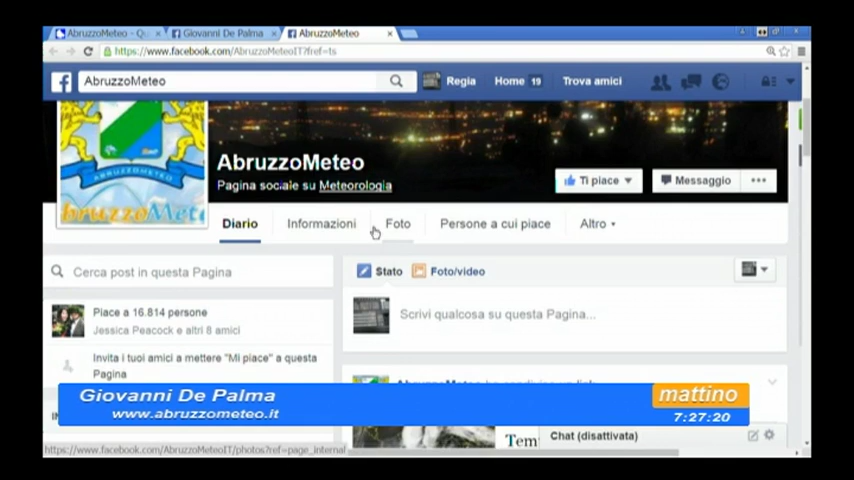 AbruzzoMeteo - Qu
Giovanni De Palma
AbruzzoMeteo
https://www.facebook.com/AbruzzoMeteoIT?fref=ts
AbruzzoMeteo
Regia
Home 19
Trova amici
ABRUZZOMETEO
bruzzoMete
AbruzzoMeteo
Pagina sociale su Meteorologia
Ti piace
Messaggio
Diario
Informazioni
Foto
Persone a cui piace
Altro
Cerca post in questa Pagina
Stato
Foto/video
Piace a 16.814 persone
Jessica Peacock e altri 8 amici
Scrivi qualcosa su questa Pagina...
Invita i tuoi amici a mettere "Mi piace" a questa
Pagina
Giovanni De Palma
www.abruzzometeo.it
mattino
7:27:20
Tem
Chat (disattivata)
https://www.facebook.com/AbruzzoMeteoIT/photos?ref=page_internal